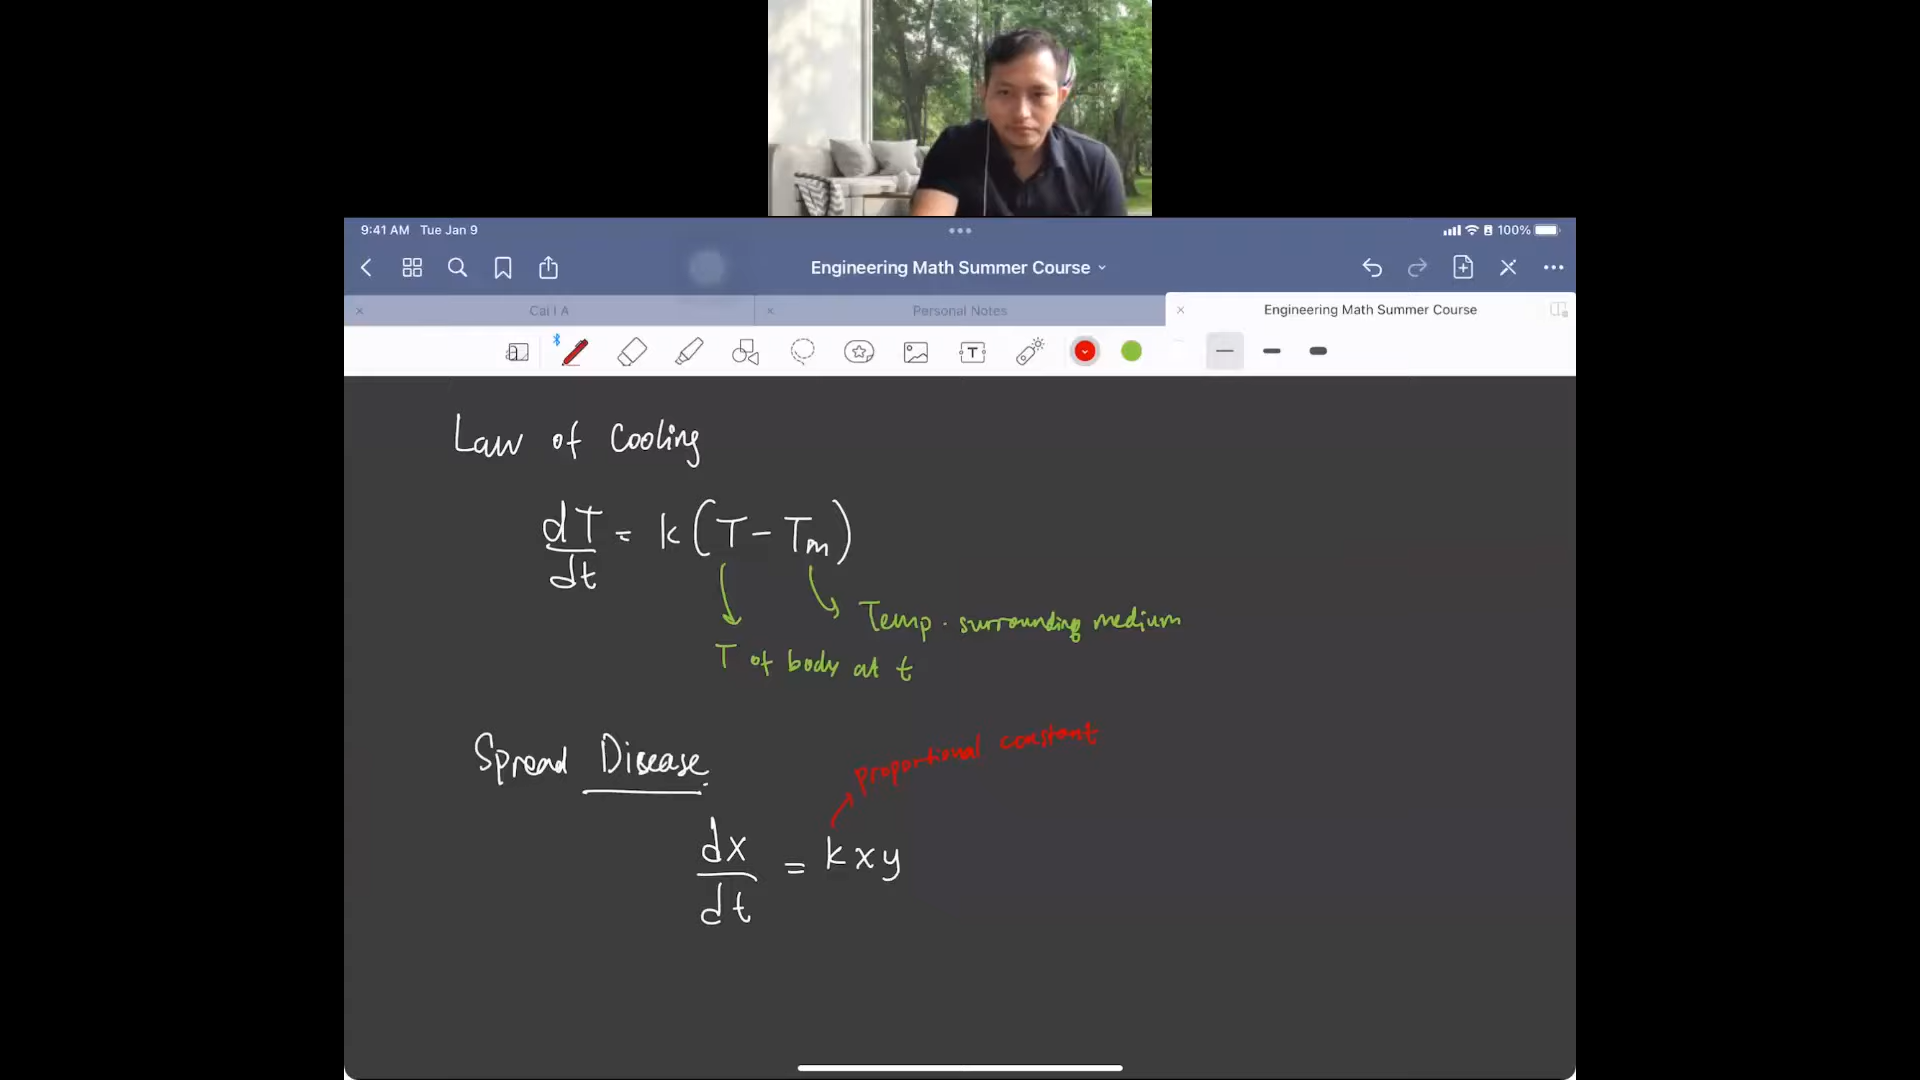 9:41 AM Tue Jan 9
100%
Engineering Math Summer Course
Cal I A
Personal Notes
Engineering Math Summer Course
T
Law of Cooling
dT/dt = k(T - Tm)
Temp. surrounding medium
T of body at t
Spread Disease
proportional constant
dx/dt = kxy